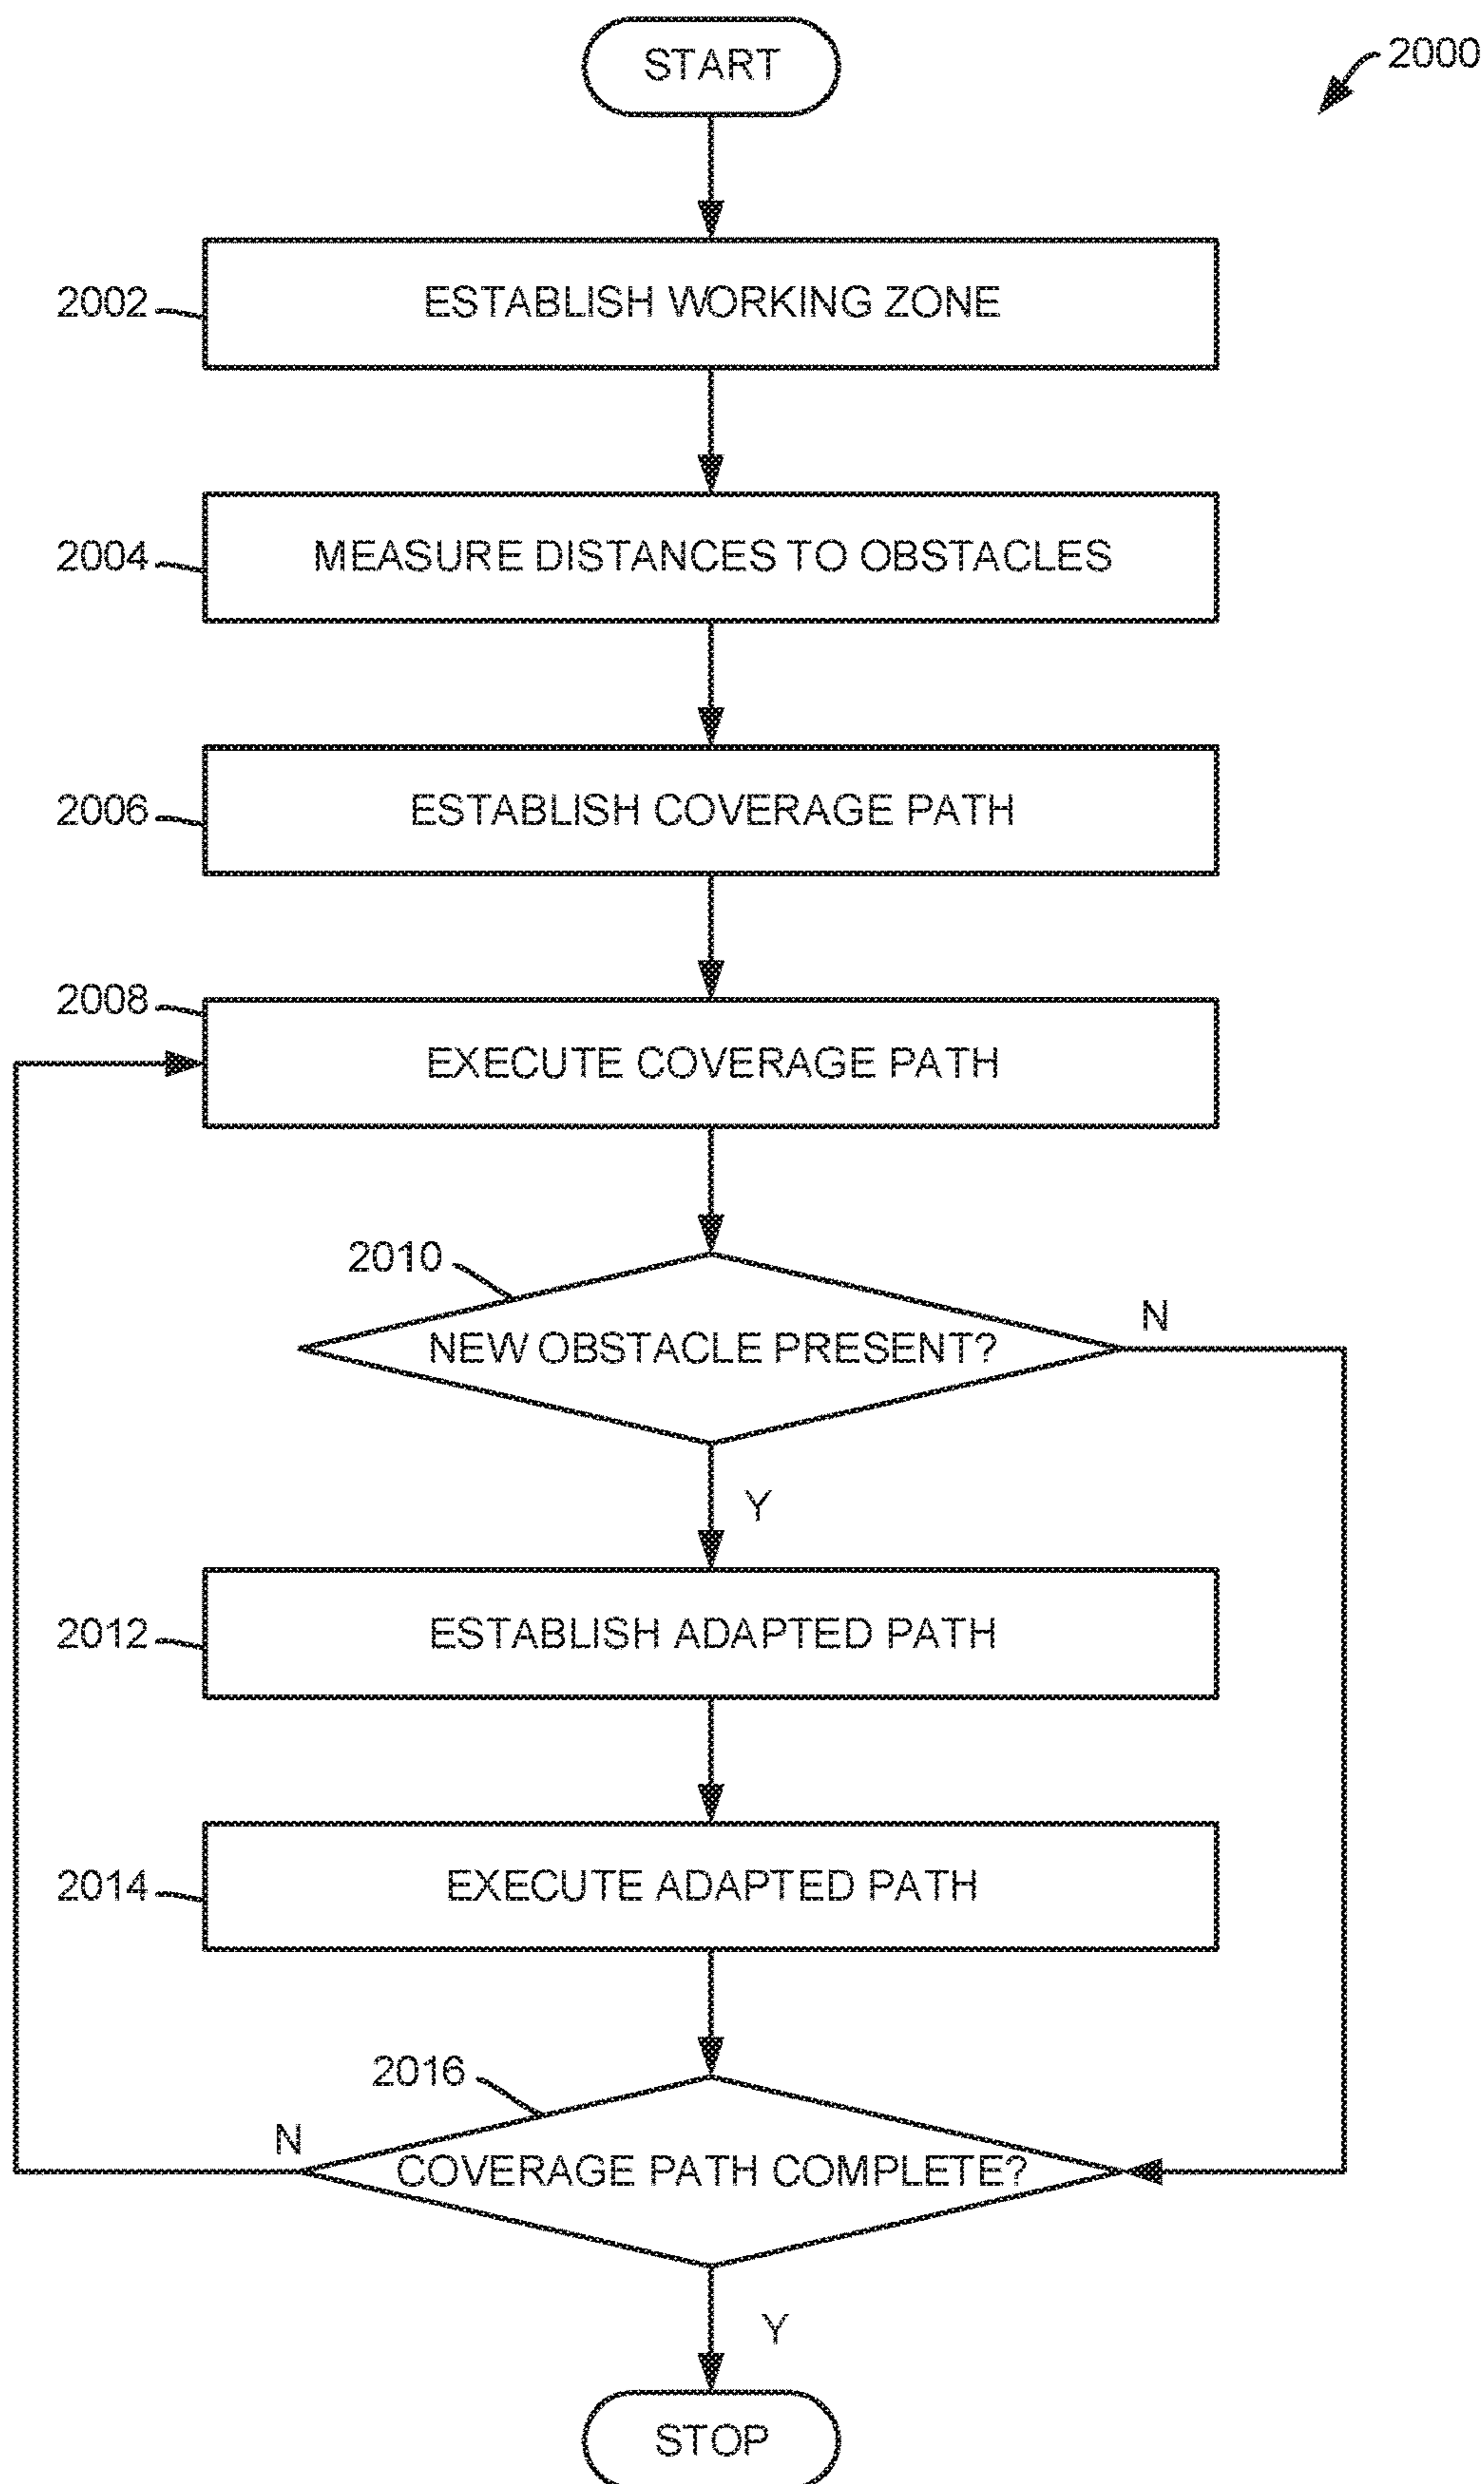 START
2000
2002
ESTABLISH WORKING ZONE
2004
MEASURE DISTANCES TO OBSTACLES
2006
ESTABLISH COVERAGE PATH
2008
EXECUTE COVERAGE PATH
2010
NEW OBSTACLE PRESENT?
N
Y
2012
ESTABLISH ADAPTED PATH
2014
EXECUTE ADAPTED PATH
2016
N
COVERAGE PATH COMPLETE?
Y
STOP